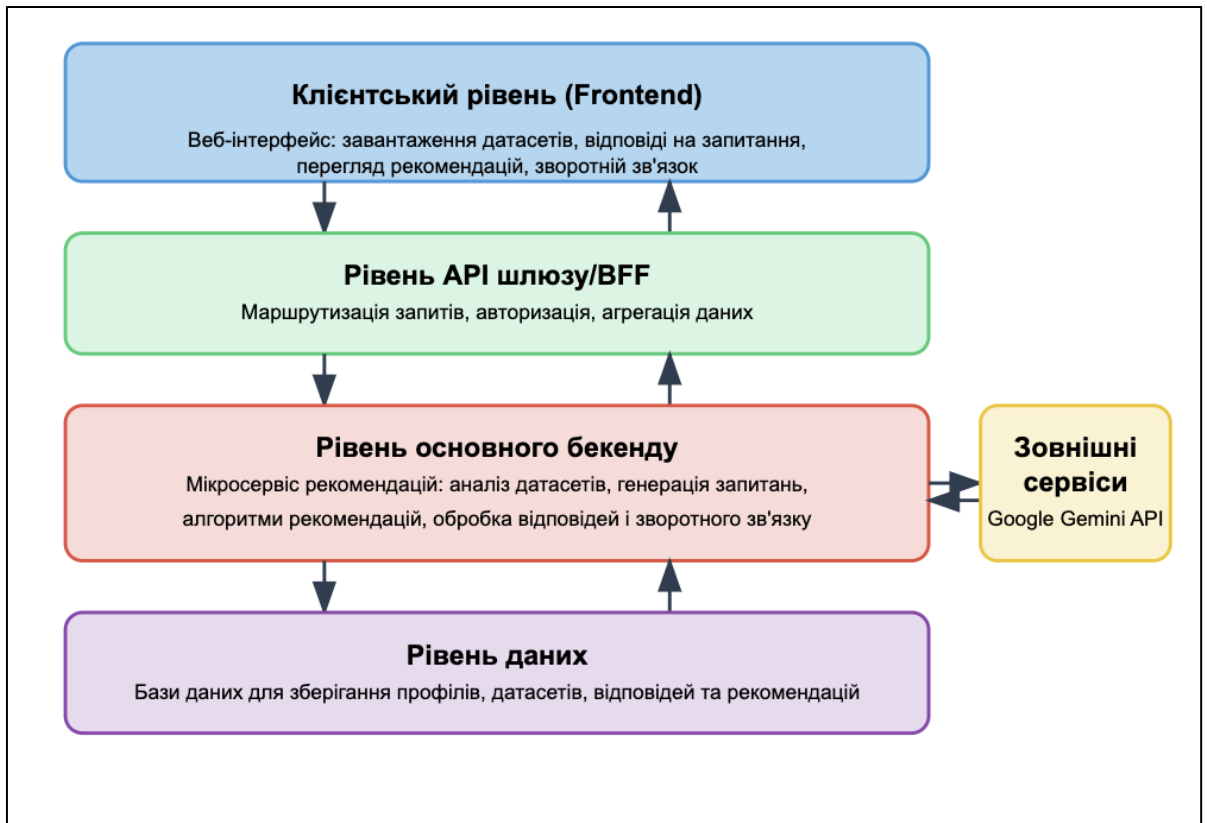 Клієнтський рівень (Frontend)
Веб-інтерфейс: завантаження датасетів, відповіді на запитання,
перегляд рекомендацій, зворотній зв'язок
Рівень API шлюзу/BFF
Маршрутизація запитів, авторизація, агрегація даних
Рівень основного бекенду
Мікросервіс рекомендацій: аналіз датасетів, генерація запитань,
алгоритми рекомендацій, обробка відповідей і зворотного зв'язку
Зовнішні
сервіси
Google Gemini API
Рівень даних
Бази даних для зберігання профілів, датасетів, відповідей та рекомендацій